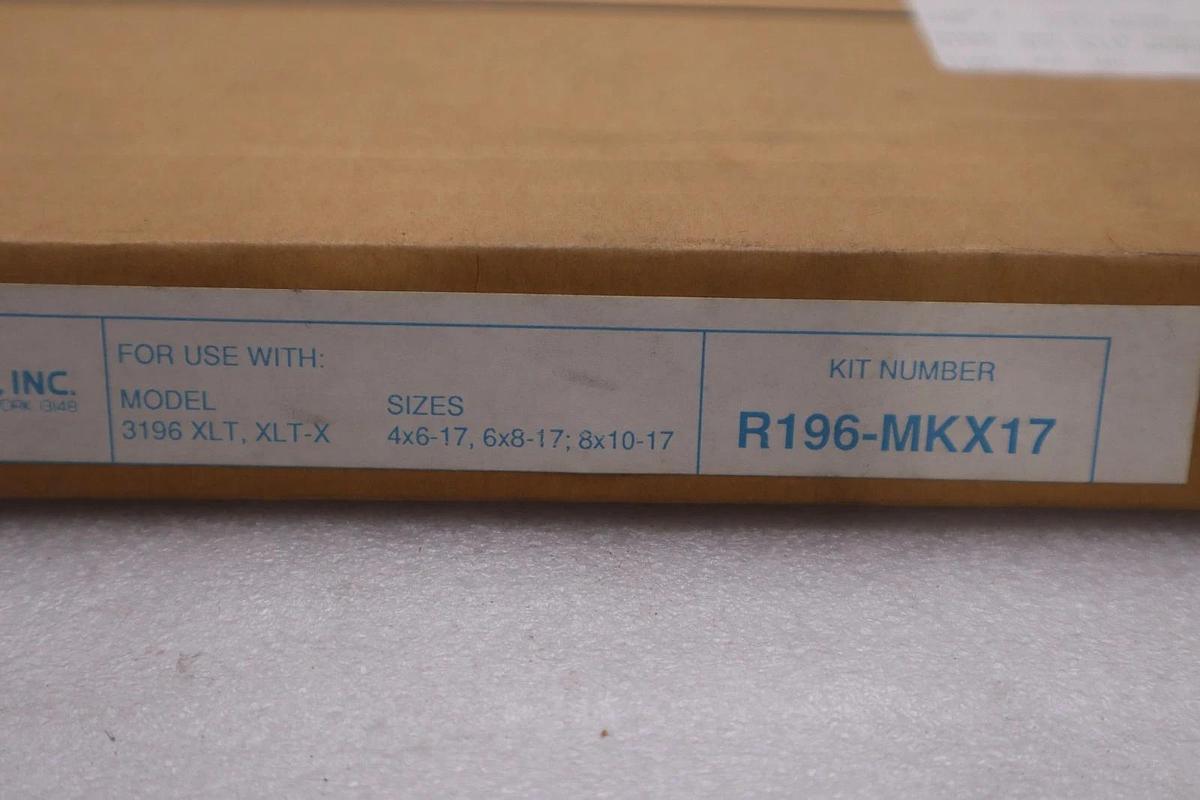 , INC.
13148
FOR USE WITH:
MODEL
3196 XLT, XLT-X
SIZES
4x6-17, 6x8-17; 8x10-17
KIT NUMBER
R196-MKX17